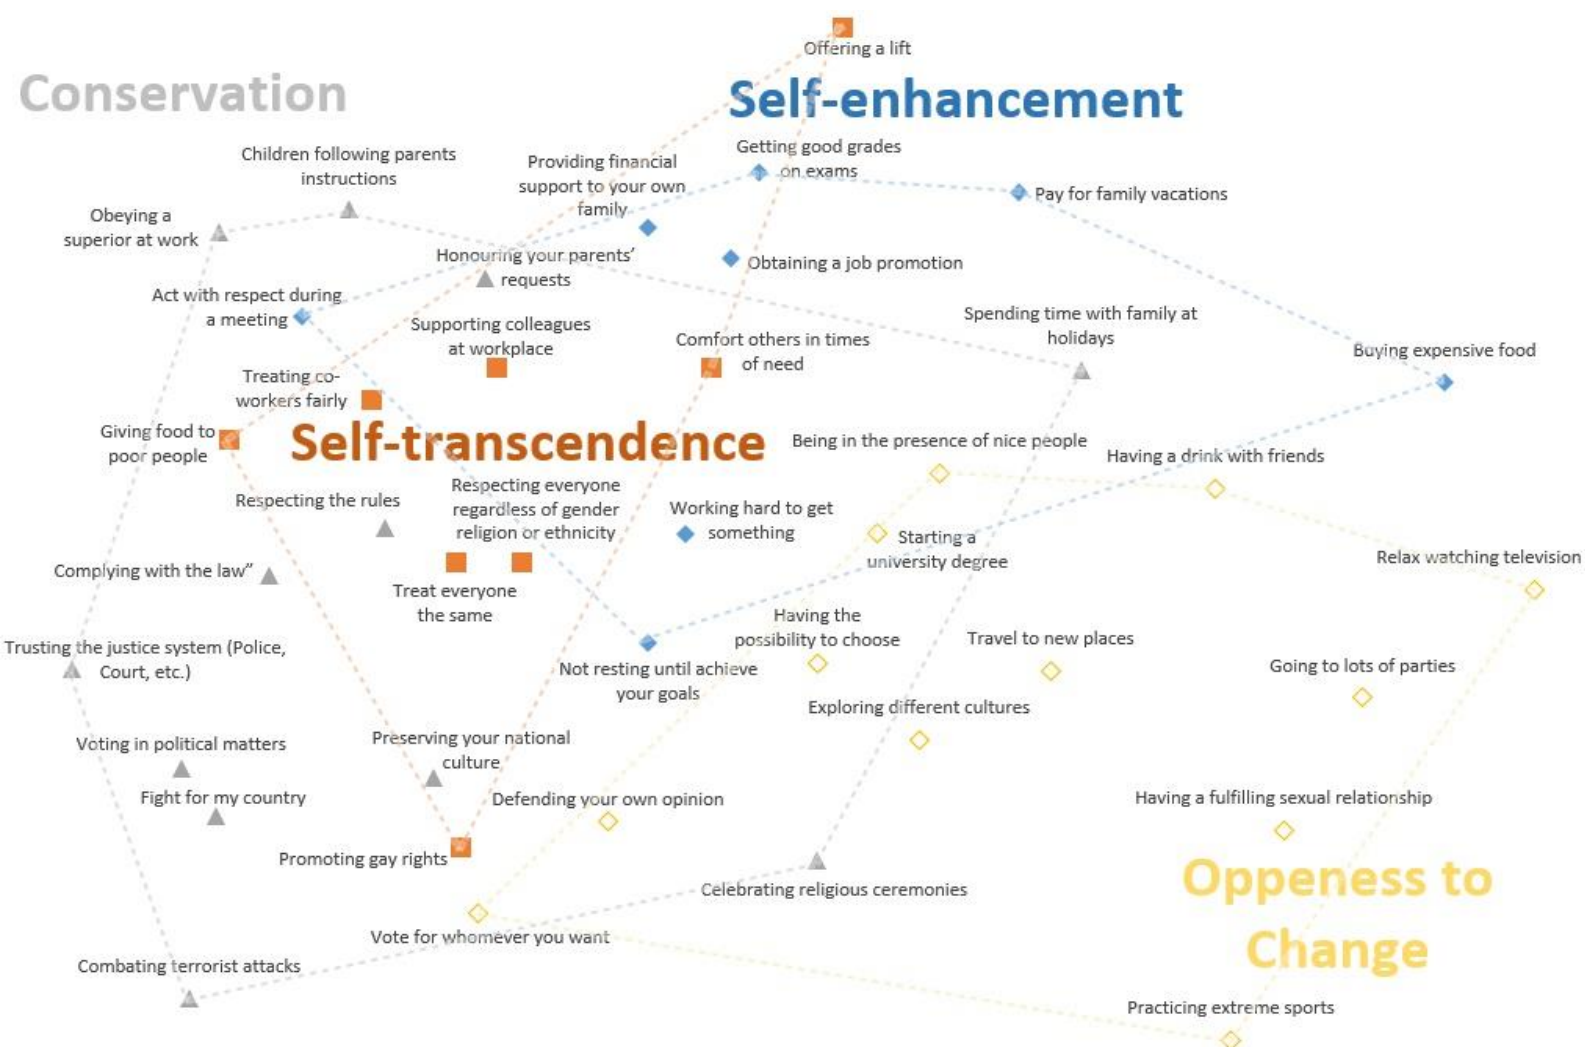 Offering a lift
Conservation
Self-enhancement
Children following parents
instructions
Providing financial
support to your own
family
Getting good grades
on exams
Pay for family vacations
Obeying a
superior at work
Honouring your parents’
requests
Obtaining a job promotion
Act with respect during
a meeting
Supporting colleagues
at workplace
Comfort others in times
of need
Spending time with family at
holidays
Buying expensive food
Treating co-
workers fairly
Giving food to
poor people
Self-transcendence
Being in the presence of nice people
Having a drink with friends
Respecting the rules
Respecting everyone
regardless of gender
religion or ethnicity
Working hard to get
something
Starting a
university degree
Relax watching television
Complying with the law”
Treat everyone
the same
Having the
possibility to choose
Travel to new places
Trusting the justice system (Police,
Court, etc.)
Not resting until achieve
your goals
Going to lots of parties
Exploring different cultures
Voting in political matters
Preserving your national
culture
Fight for my country
Defending your own opinion
Having a fulfilling sexual relationship
Promoting gay rights
Celebrating religious ceremonies
Oppeness to
Change
Vote for whomever you want
Combating terrorist attacks
Practicing extreme sports